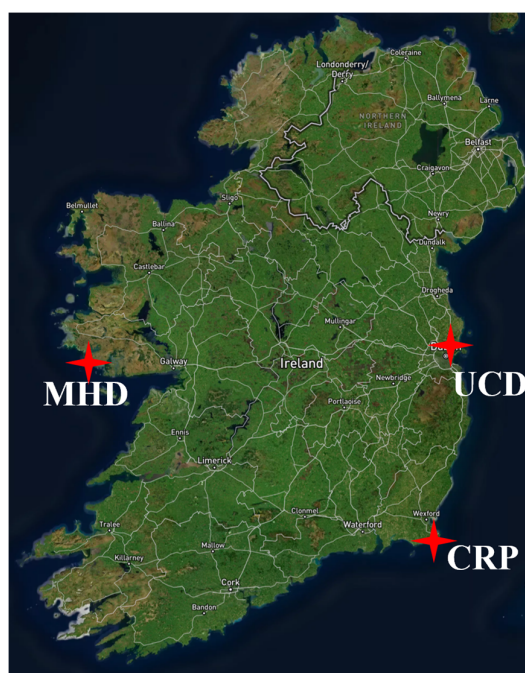 Coleraine
Londonderry/
Derry
Ballymena
Larne
NORTHERN
IRELAND
Belfast
Craigavon
Sligo
Belmullet
Newry
Ballina
Dundalk
Castlebar
Drogheda
Mullingar
Galway
Ireland
MHD
Newbridge
UCD
Portlaoise
Ennis
Limerick
Clonmel
Wexford
Tralee
Waterford
Mallow
CRP
Killarney
Cork
Bandon